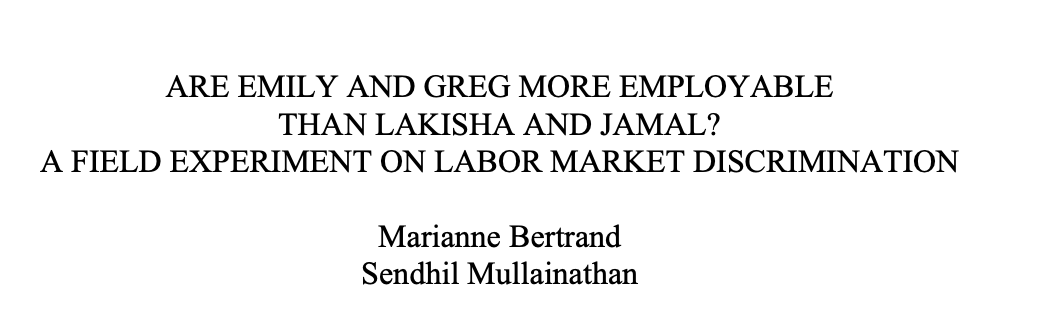 ARE EMILY AND GREG MORE EMPLOYABLE
THAN LAKISHA AND JAMAL?
A FIELD EXPERIMENT ON LABOR MARKET DISCRIMINATION
Marianne Bertrand
Sendhil Mullainathan